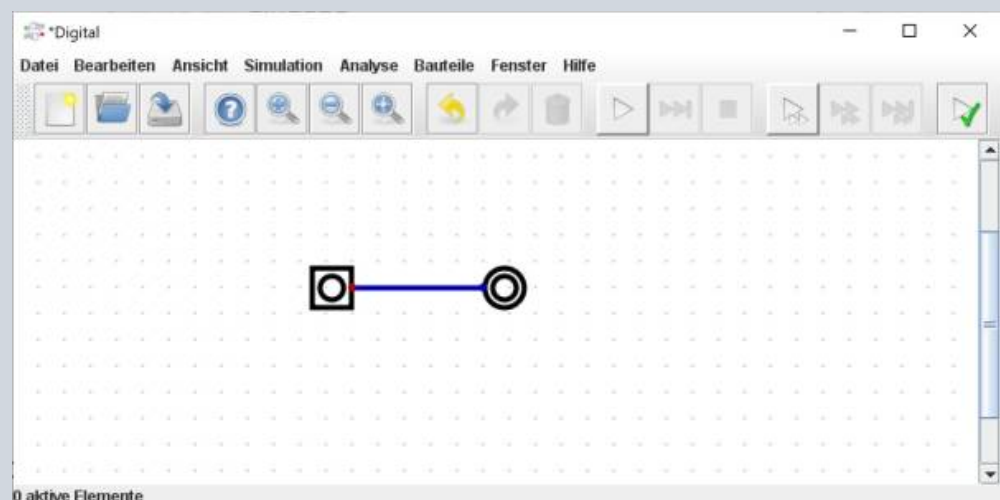 *Digital
Datei Bearbeiten Ansicht Simulation Analyse Bauteile Fenster Hilfe
0 aktive Elemente